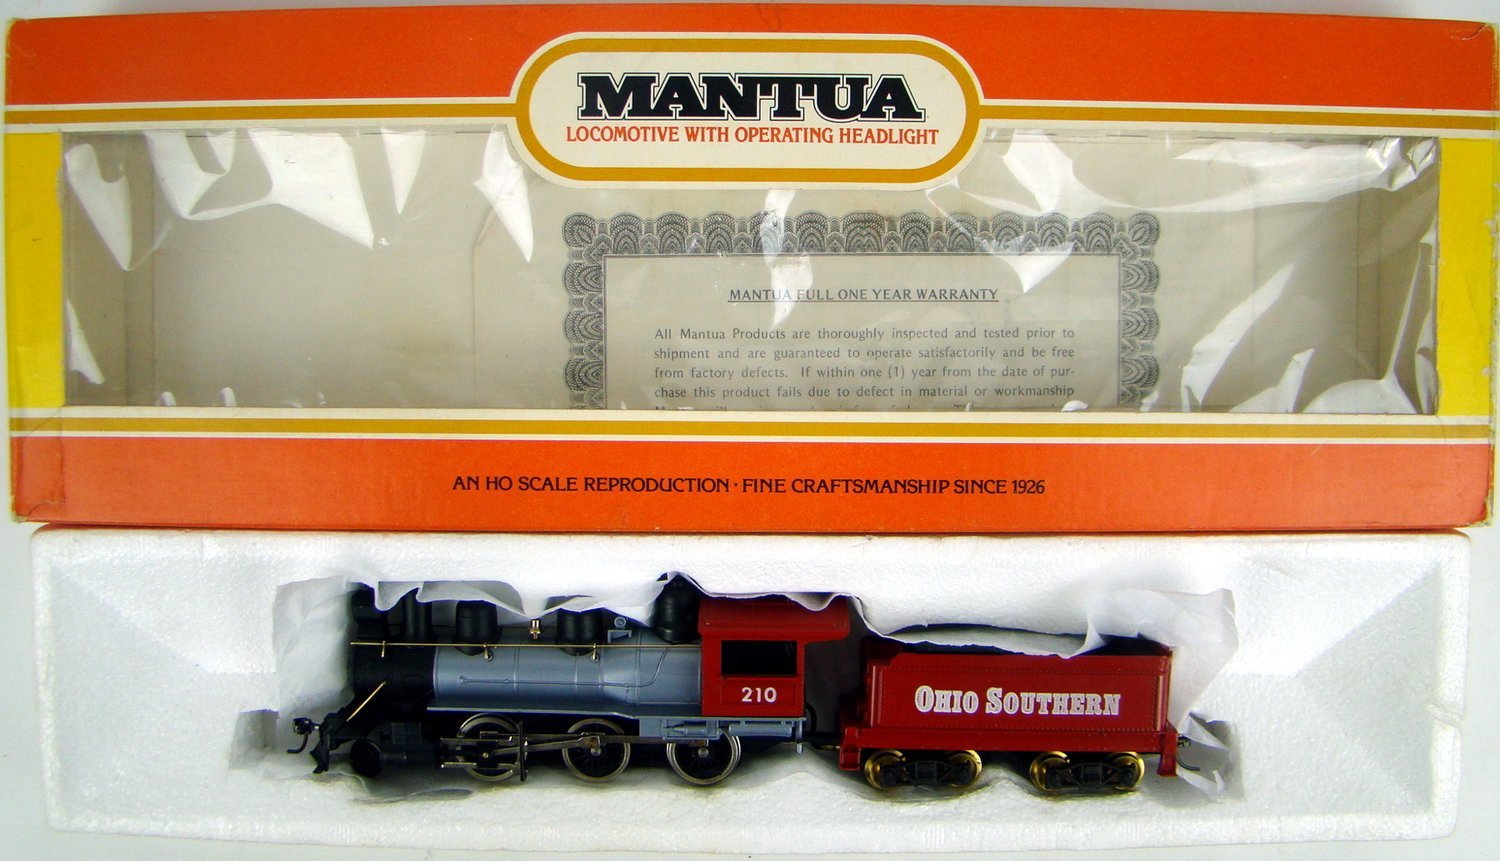 MANTUA
LOCOMOTIVE WITH OPERATING HEADLIGHT
MANTUA FULL ONE YEAR WARRANTY
All Mantua Products are thoroughly inspected and tested prior to
shipment and are guaranteed to operate satisfactorily and be free
from factory defects. If within one (1) year from the date of pur-
chase this product fails due to defect in material or workmanship
AN HO SCALE REPRODUCTION · FINE CRAFTSMANSHIP SINCE 1926
210
OHIO SOUTHERN